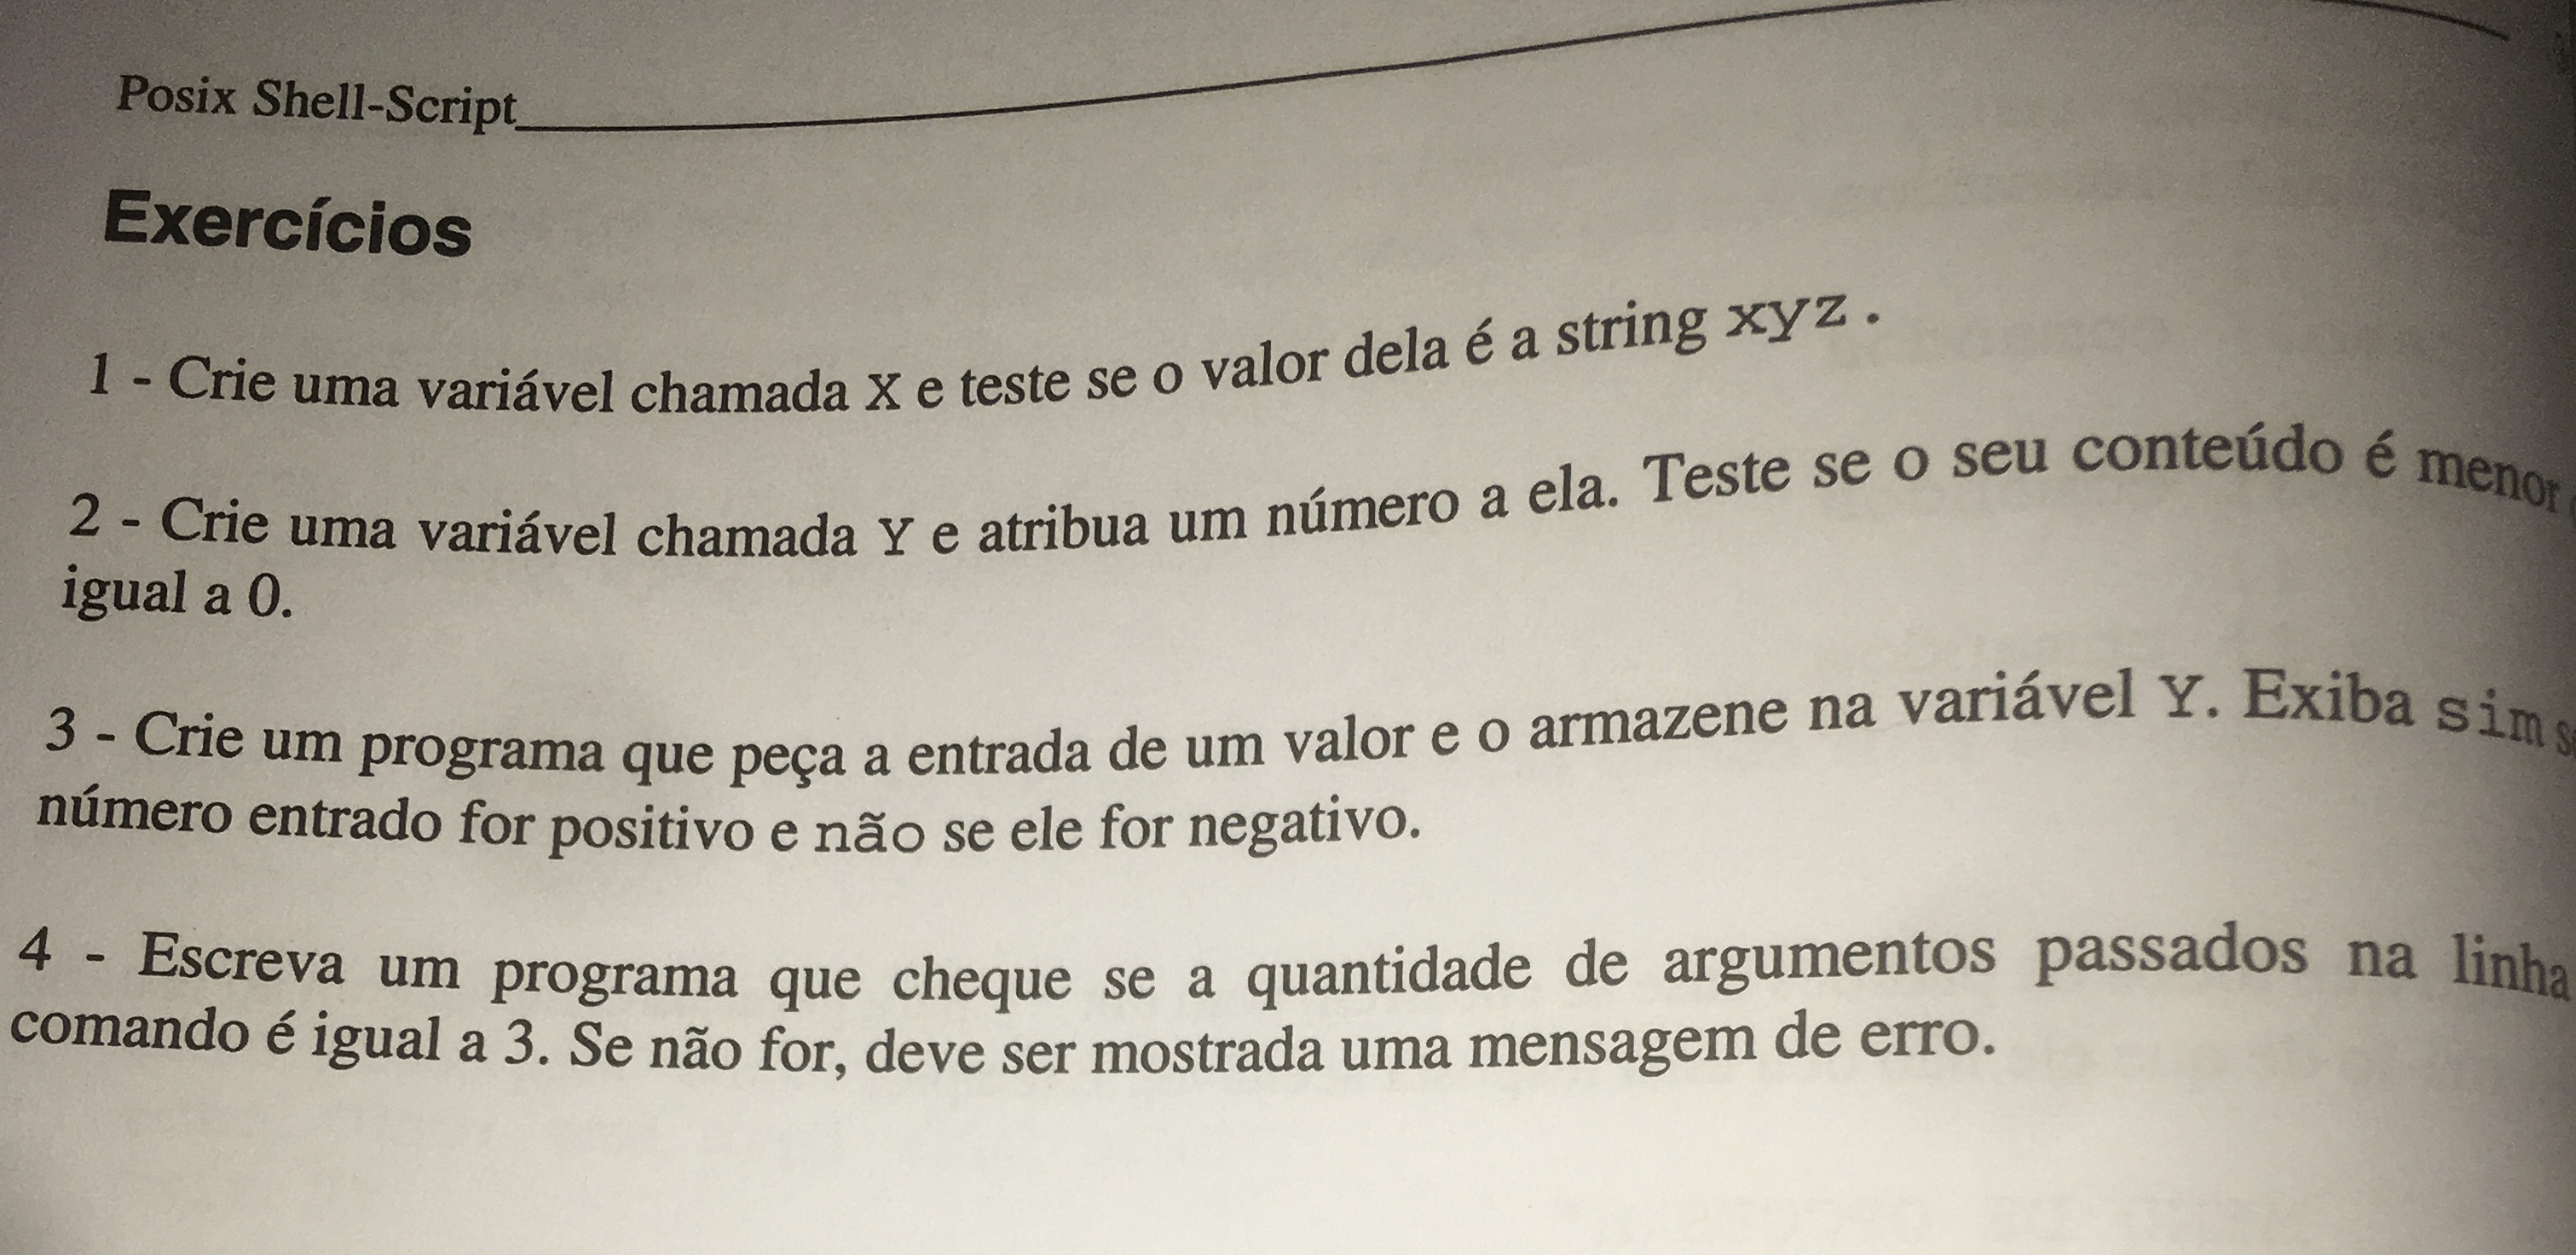 Posix Shell-Script
Exercícios
1 - Crie uma variável chamada X e teste se o valor dela é a string xyz.
2 - Crie uma variável chamada Y e atribua um número a ela. Teste se o seu conteúdo é menor
igual a 0.
3 - Crie um programa que peça a entrada de um valor e o armazene na variável Y. Exiba sim
número entrado for positivo e não se ele for negativo.
4 - Escreva um programa que cheque se a quantidade de argumentos passados na linha
comando é igual a 3. Se não for, deve ser mostrada uma mensagem de erro.